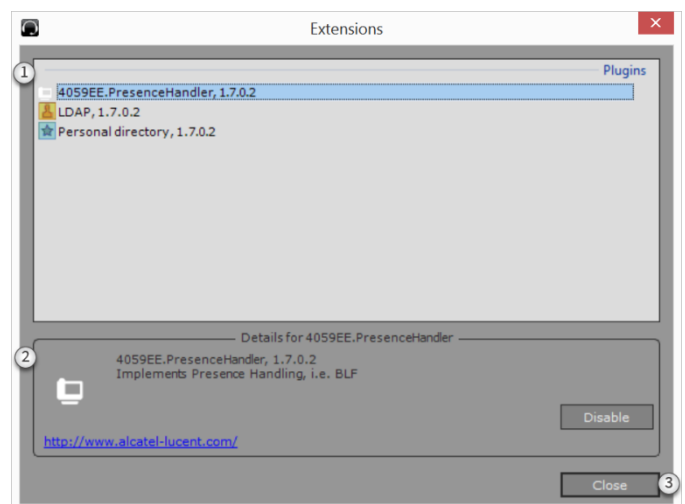 Extensions
1
Plugins
4059EE.PresenceHandler, 1.7.0.2
LDAP, 1.7.0.2
Personal directory, 1.7.0.2
Details for 4059EE.PresenceHandler
2
4059EE.PresenceHandler, 1.7.0.2
Implements Presence Handling, i.e. BLF
Disable
http://www.alcatel-lucent.com/
Close
3